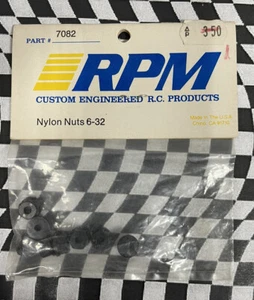 PART # 7082
3.50
RPM
CUSTOM ENGINEERED R.C. PRODUCTS
Nylon Nuts 6-32
Made in the U.S.A.